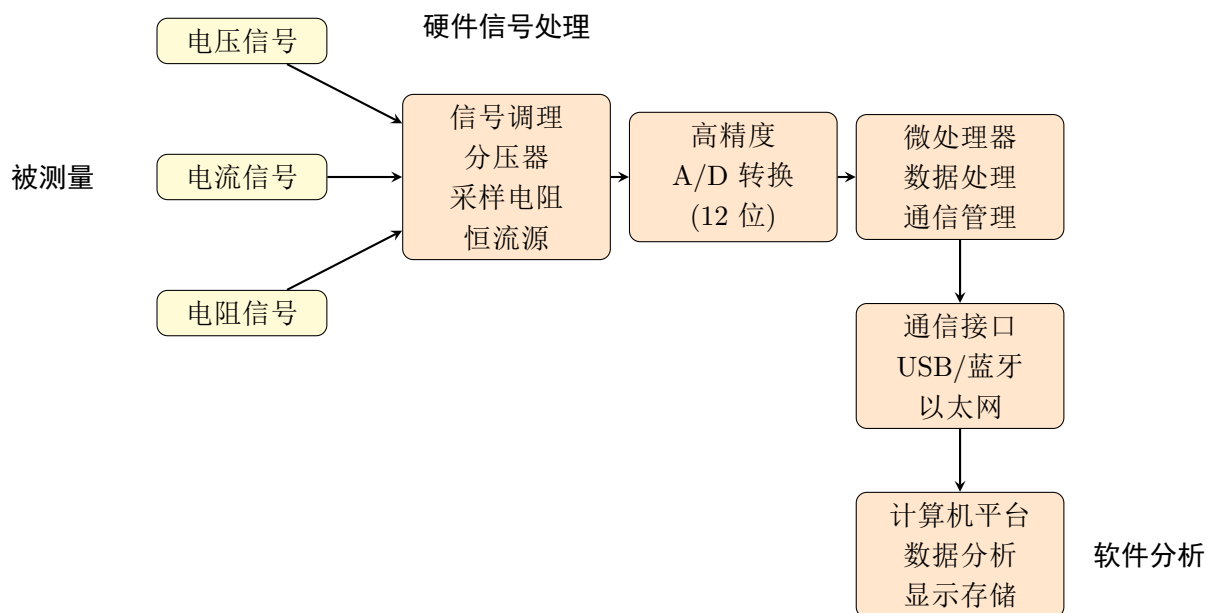 硬件信号处理
电压信号
被测量
电流信号
电阻信号
信号调理
分压器
采样电阻
恒流源
高精度
A/D 转换
(12 位)
微处理器
数据处理
通信管理
通信接口
USB/蓝牙
以太网
计算机平台
数据分析
显示存储
软件分析